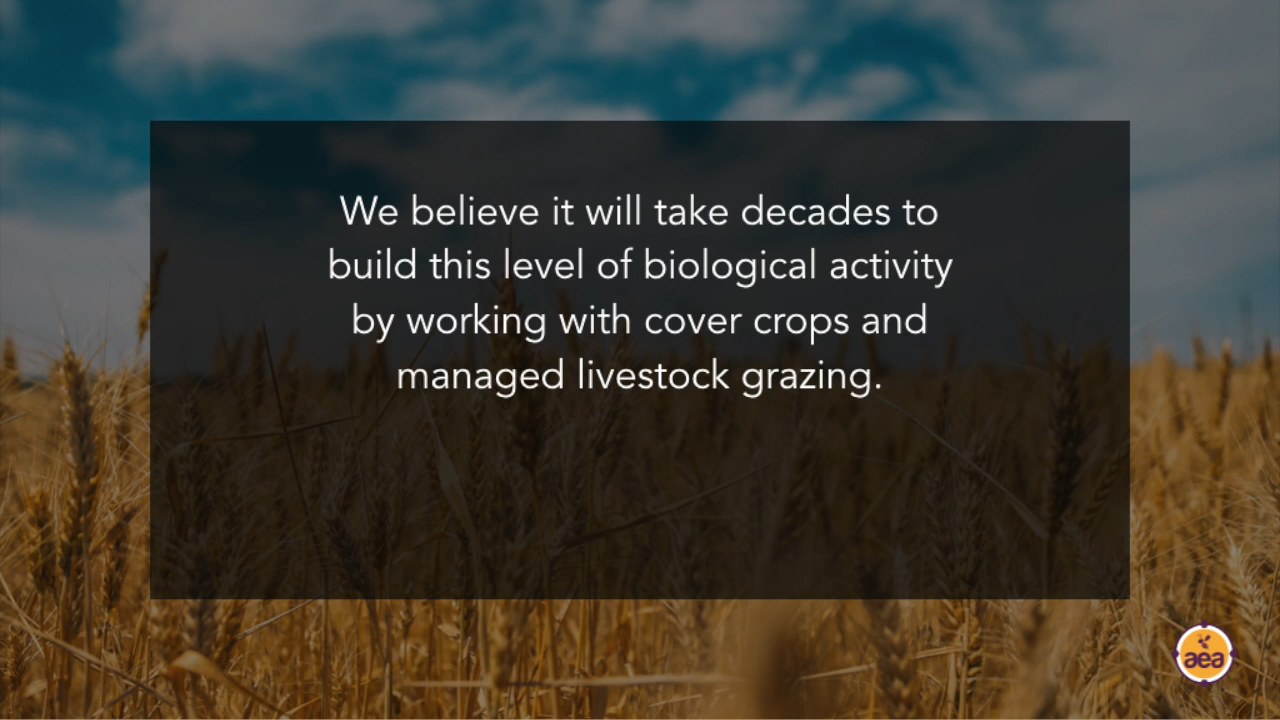 We believe it will take decades to
build this level of biological activity
by working with cover crops and
managed livestock grazing.
aea